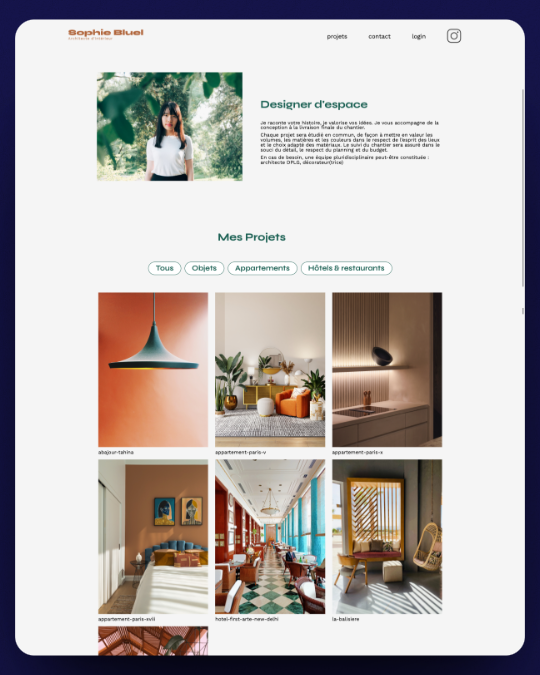 Sophie Bluel
Architecte d'intérieur
projets
contact
login
Designer d'espace
Je raconte votre histoire, je valorise vos idées. Je vous accompagne de la
conception à la livraison finale du chantier.
Chaque projet sera étudié en commun, de façon à mettre en valeur les
volumes, les matières et les couleurs dans le respect de l'esprit des lieux
et le choix adapté des matériaux. Le suivi du chantier sera assuré dans le
souci du détail, le respect du planning et du budget.
En cas de besoin, une équipe pluridisciplinaire peut-être constituée :
architecte DPLG, décorateur(trice)
Mes Projets
Tous
Objets
Appartements
Hôtels & restaurants
abajour-tahina
appartement-paris-v
appartement-paris-x
appartement-paris-xviii
hotel-first-arte-new-delhi
la-balisiere